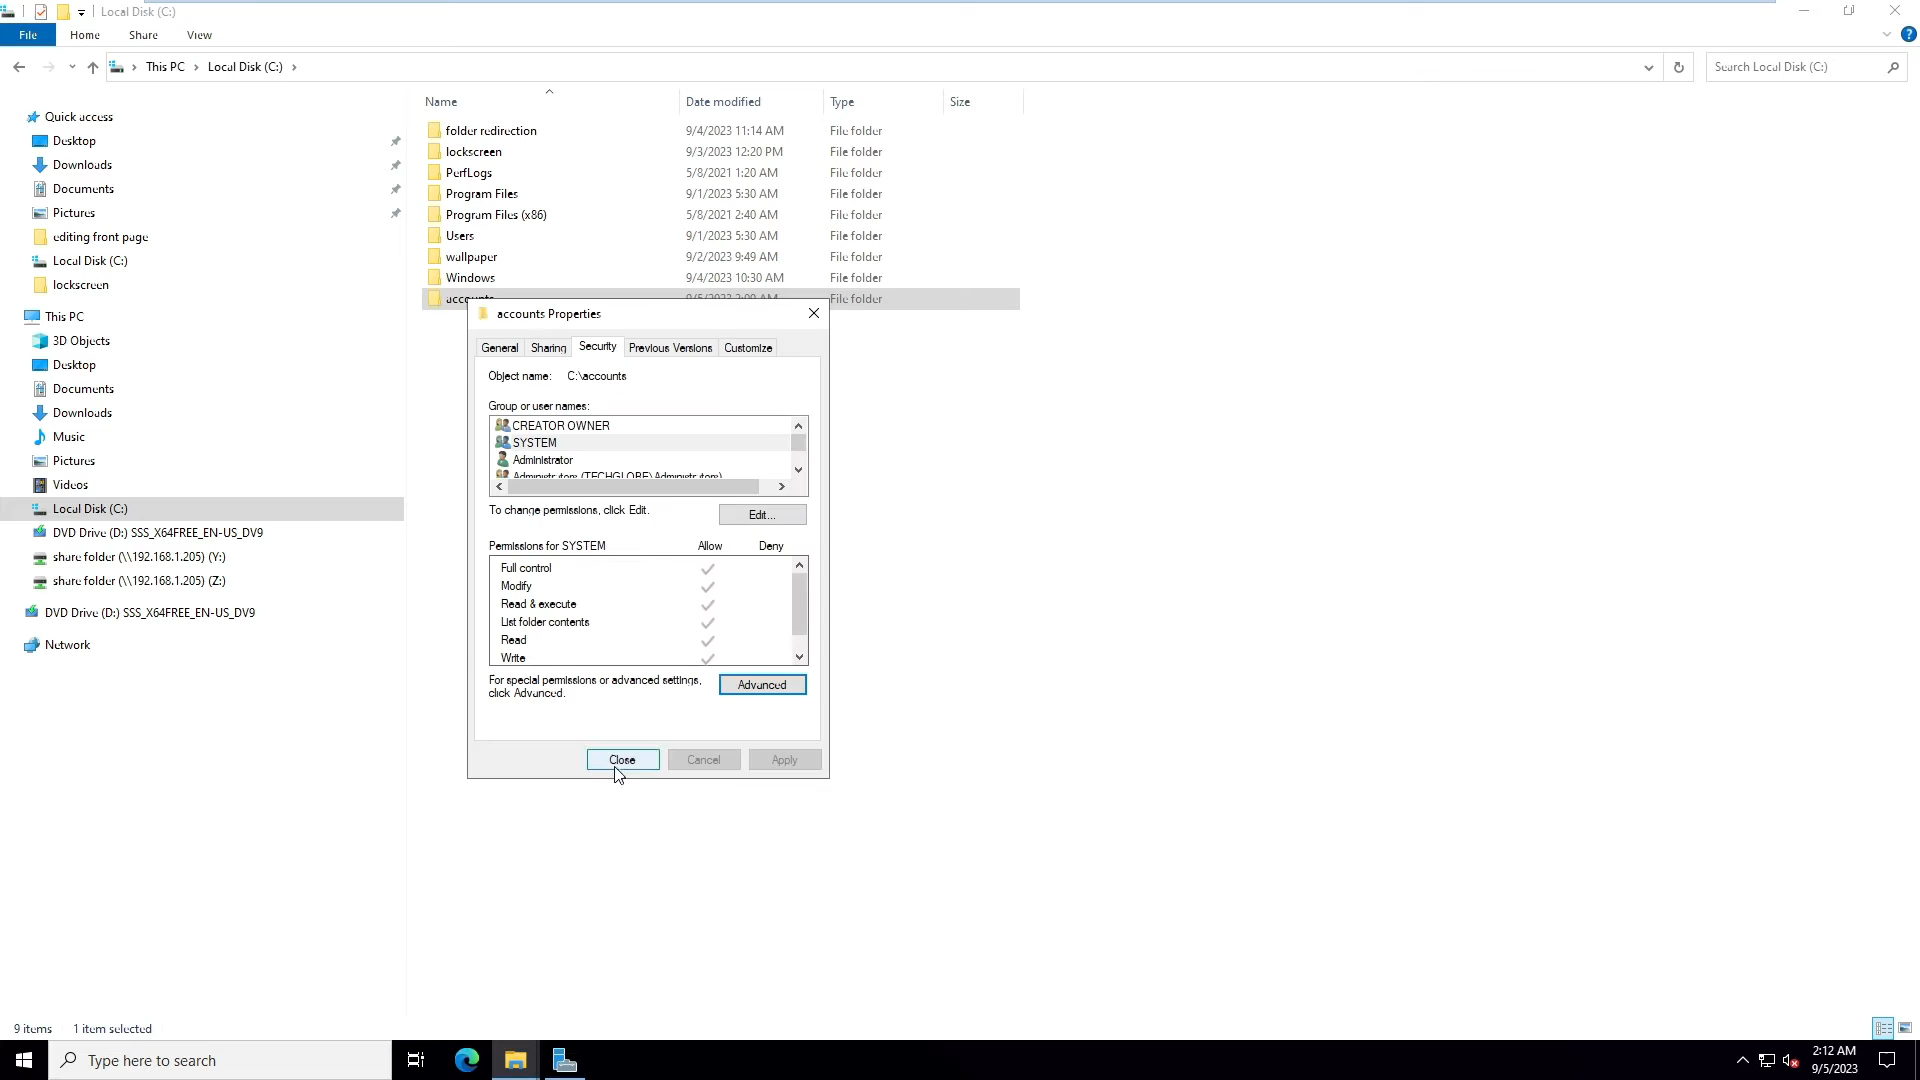 Local Disk (C:)
File Home Share View
This PC Local Disk (C:) Search Local Disk (C:)
Name Date modified Type Size
Quick access
Desktop
Downloads
Documents
Pictures
editing front page
Local Disk (C:)
lockscreen
This PC
3D Objects
Desktop
Documents
Downloads
Music
Pictures
Videos
Local Disk (C:)
DVD Drive (D:) SSS_X64FREE_EN-US_DV9
share folder (\\192.168.1.205) (Y:)
share folder (\\192.168.1.205) (Z:)
DVD Drive (D:) SSS_X64FREE_EN-US_DV9
Network
folder redirection 9/4/2023 11:14 AM File folder
lockscreen 9/3/2023 12:20 PM File folder
PerfLogs 5/8/2021 1:20 AM File folder
Program Files 9/1/2023 5:30 AM File folder
Program Files (x86) 5/8/2021 2:40 AM File folder
Users 9/1/2023 5:30 AM File folder
wallpaper 9/2/2023 9:49 AM File folder
Windows 9/4/2023 10:30 AM File folder
accounts 9/5/2023 2:00 AM File folder
accounts Properties
General Sharing Security Previous Versions Customize
Object name: C:\accounts
Group or user names:
CREATOR OWNER
SYSTEM
Administrator
Administrators (TECHGLOBE\Administrators)
To change permissions, click Edit. Edit...
Permissions for SYSTEM Allow Deny
Full control
Modify
Read & execute
List folder contents
Read
Write
For special permissions or advanced settings, click Advanced. Advanced
Close Cancel Apply
9 items 1 item selected
Type here to search
2:12 AM
9/5/2023